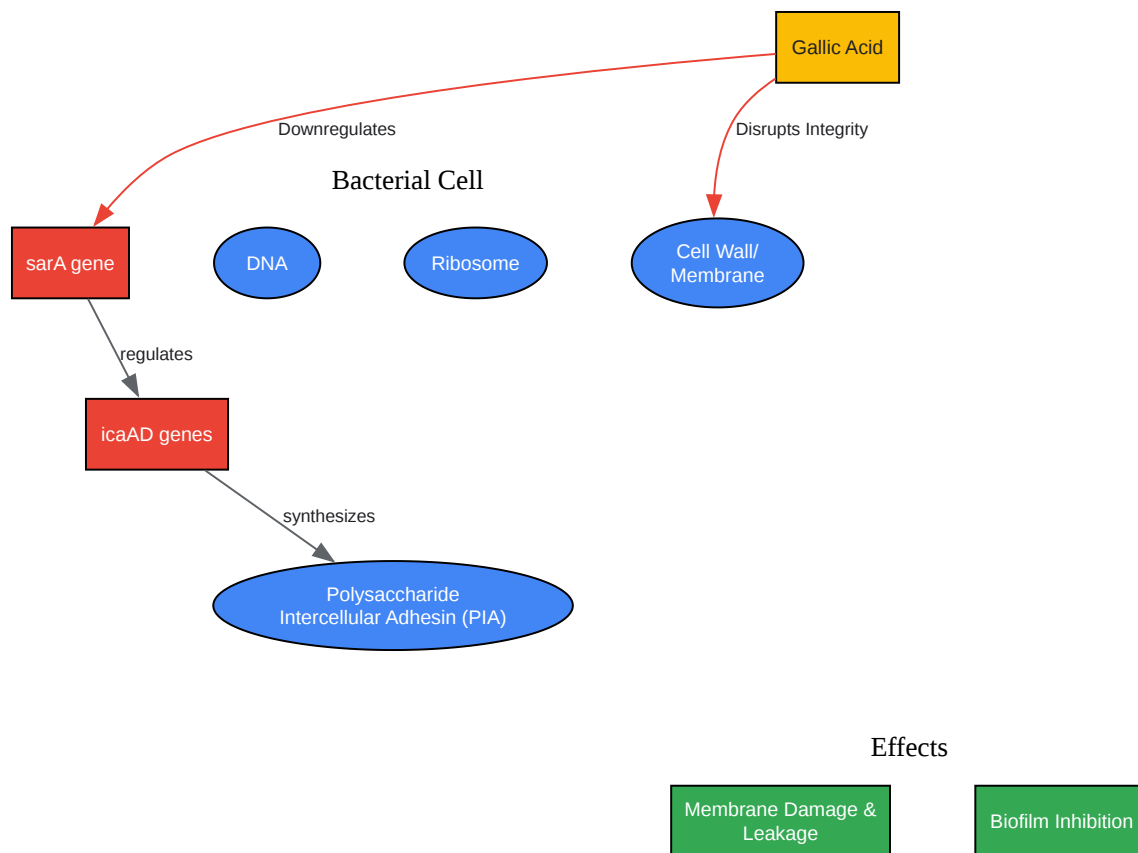 Gallic Acid
Downregulates
Disrupts Integrity
Bacterial Cell
sarA gene
DNA
Ribosome
Cell Wall/
Membrane
regulates
icaAD genes
synthesizes
Polysaccharide
Intercellular Adhesin (PIA)
Effects
Membrane Damage &
Leakage
Biofilm Inhibition